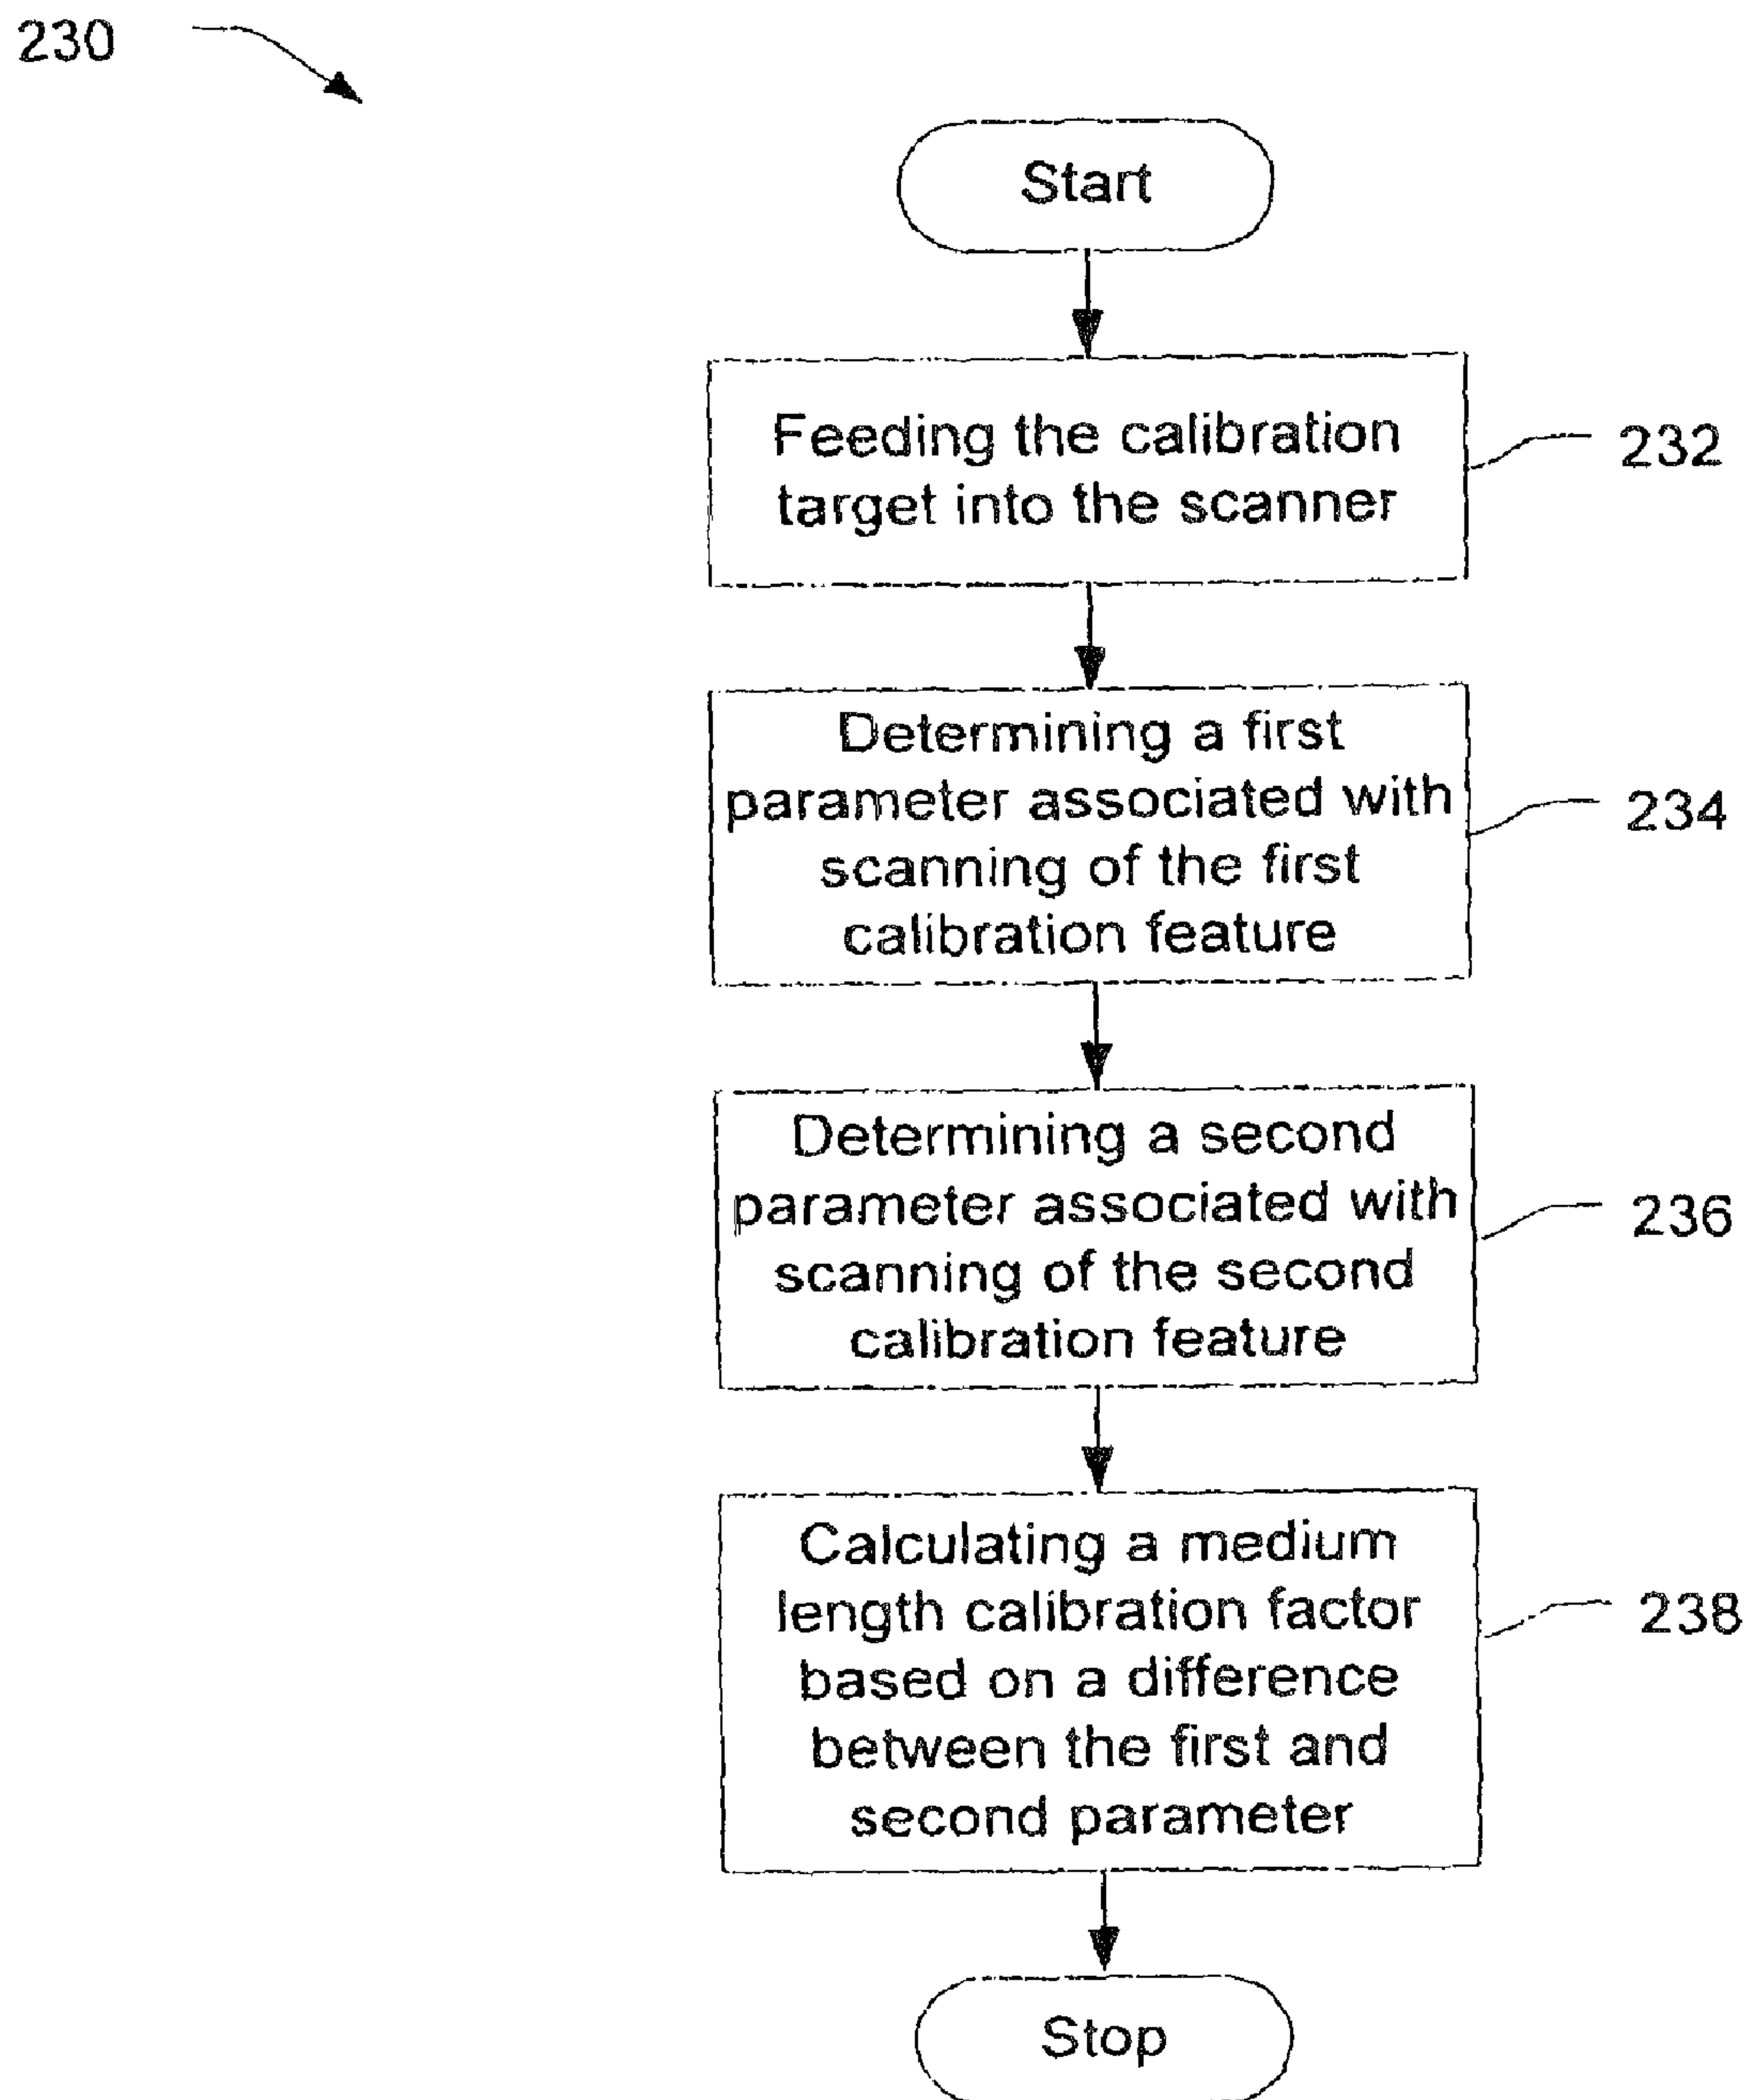 230
Start
Feeding the calibration
target into the scanner
232
Determining a first
parameter associated with
scanning of the first
calibration feature
234
Determining a second
parameter associated with
scanning of the second
calibration feature
236
Calculating a medium
length calibration factor
based on a difference
between the first and
second parameter
238
Stop